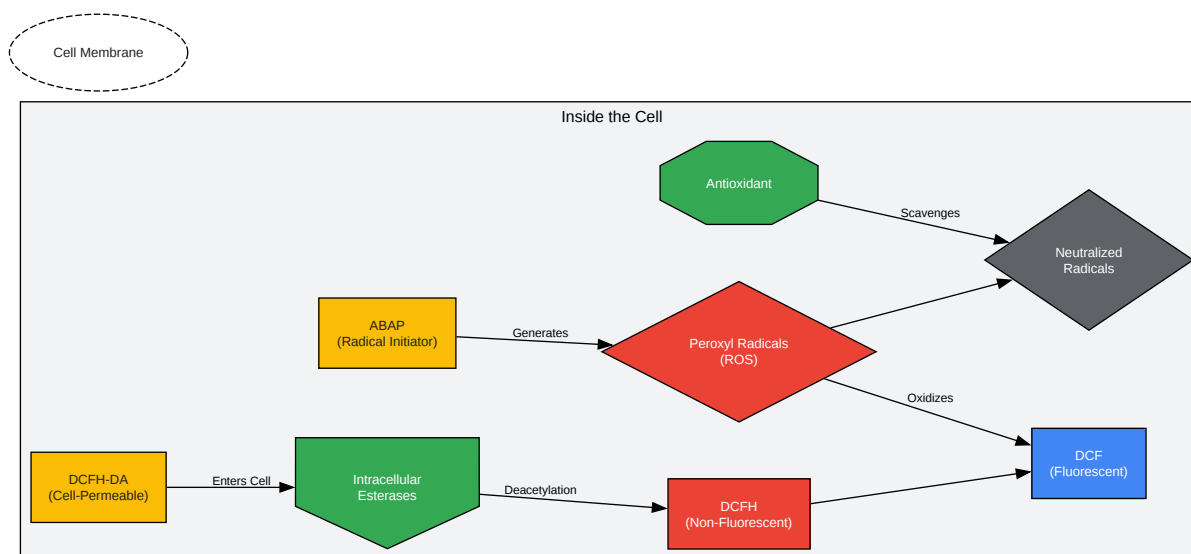 Cell Membrane
Inside the Cell
Antioxidant
Scavenges
Neutralized
Radicals
ABAP
(Radical Initiator)
Generates
Peroxyl Radicals
(ROS)
Oxidizes
DCFH-DA
(Cell-Permeable)
Enters Cell
Intracellular
Esterases
Deacetylation
DCFH
(Non-Fluorescent)
DCF
(Fluorescent)